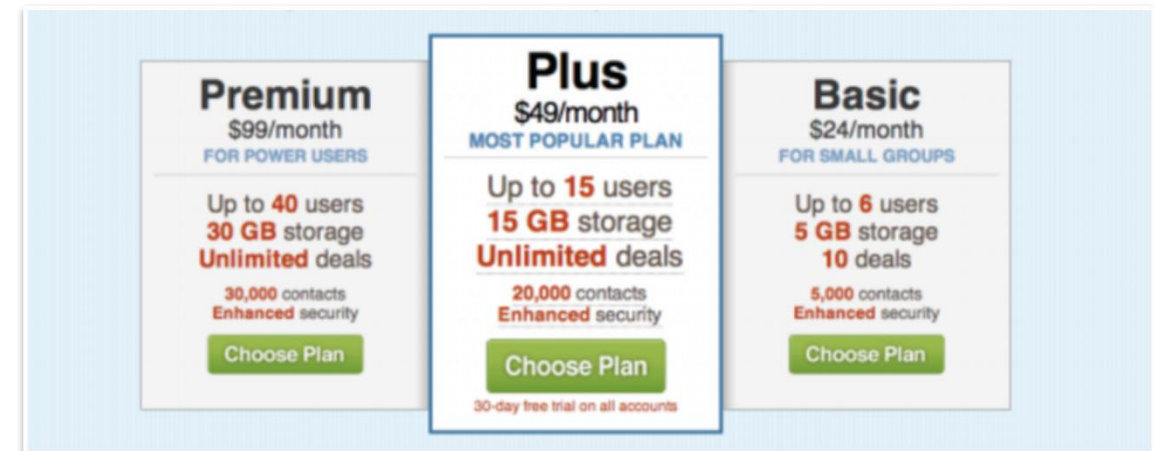 Premium
$99/month
FOR POWER USERS
Up to 40 users
30 GB storage
Unlimited deals
30,000 contacts
Enhanced security
Choose Plan
Plus
$49/month
MOST POPULAR PLAN
Up to 15 users
15 GB storage
Unlimited deals
20,000 contacts
Enhanced security
Choose Plan
30-day free trial on all accounts
Basic
$24/month
FOR SMALL GROUPS
Up to 6 users
5 GB storage
10 deals
5,000 contacts
Enhanced security
Choose Plan